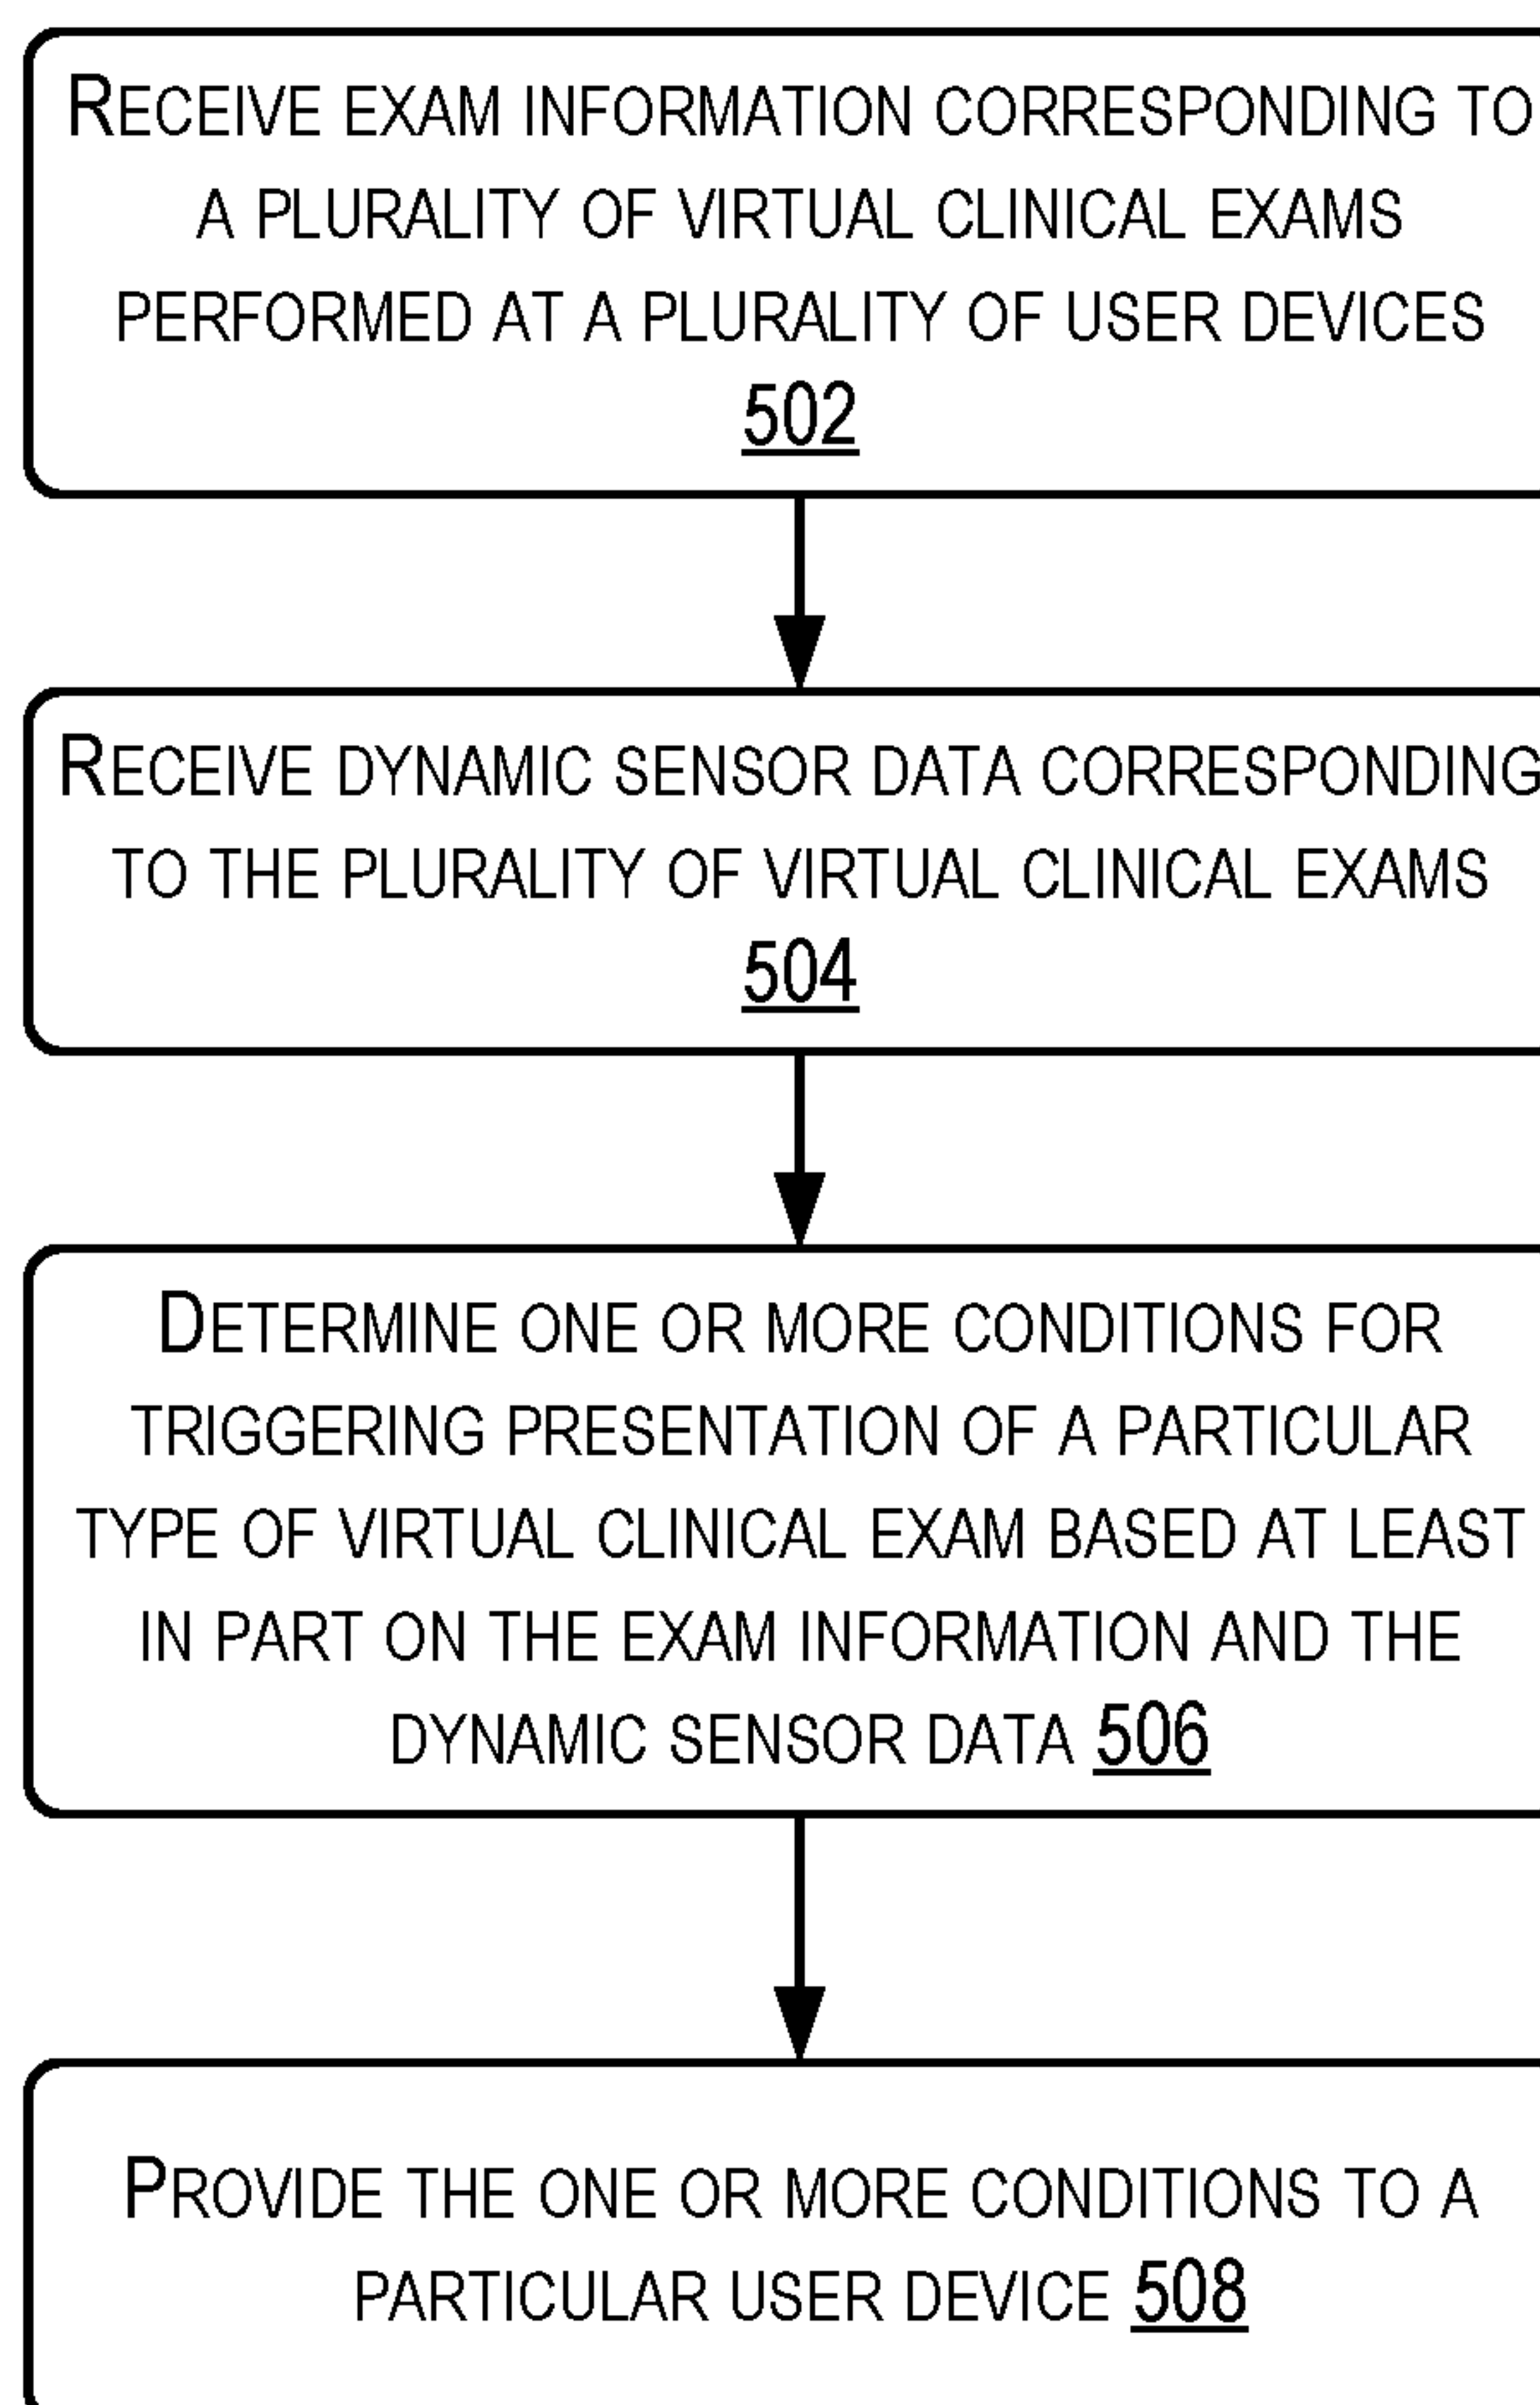 RECEIVE EXAM INFORMATION CORRESPONDING TO
A PLURALITY OF VIRTUAL CLINICAL EXAMS
PERFORMED AT A PLURALITY OF USER DEVICES
502
RECEIVE DYNAMIC SENSOR DATA CORRESPONDING
TO THE PLURALITY OF VIRTUAL CLINICAL EXAMS
504
DETERMINE ONE OR MORE CONDITIONS FOR
TRIGGERING PRESENTATION OF A PARTICULAR
TYPE OF VIRTUAL CLINICAL EXAM BASED AT LEAST
IN PART ON THE EXAM INFORMATION AND THE
DYNAMIC SENSOR DATA 506
PROVIDE THE ONE OR MORE CONDITIONS TO A
PARTICULAR USER DEVICE 508